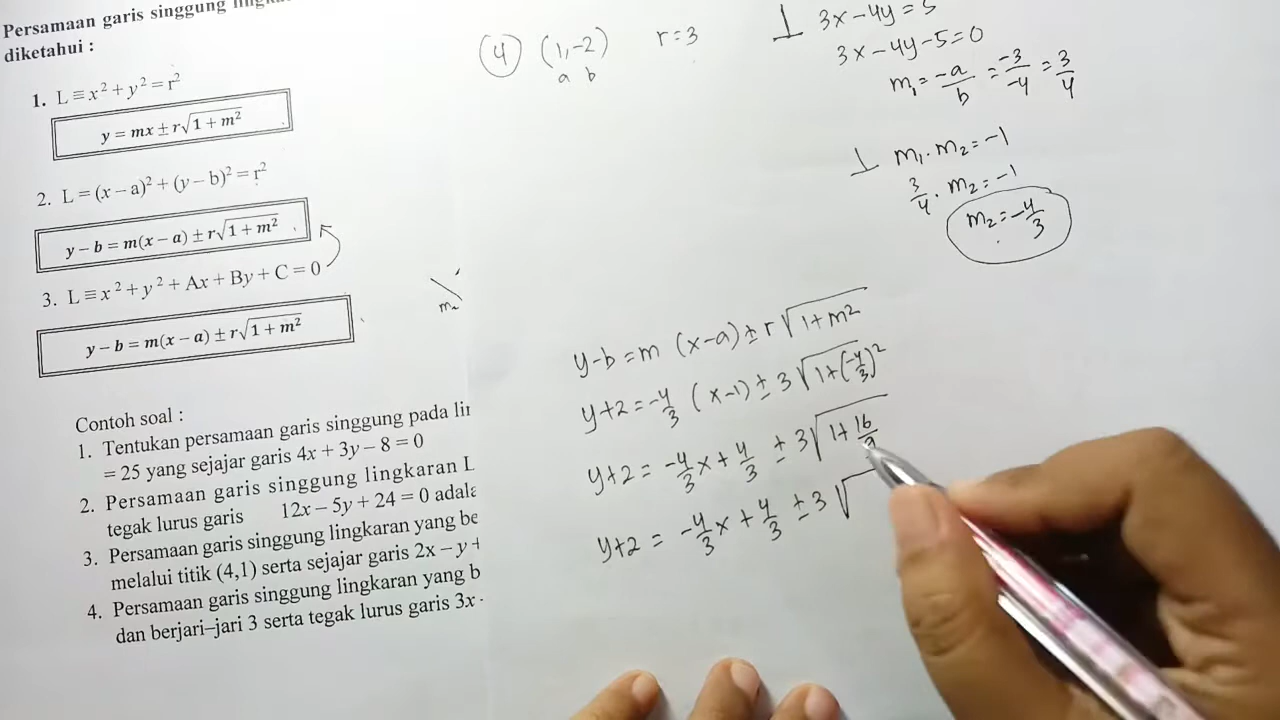 Persamaan garis singgung
diketahui :
1. L ≡ x² + y² = r²
y = mx ± r√(1 + m²)
2. L = (x – a)² + (y – b)² = r²
y – b = m(x – a) ± r√(1 + m²)
3. L ≡ x² + y² + Ax + By + C = 0
y – b = m(x – a) ± r√(1 + m²)
Contoh soal :
1. Tentukan persamaan garis singgung pada
= 25 yang sejajar garis 4x + 3y – 8 = 0
2. Persamaan garis singgung lingkaran L
tegak lurus garis 12x – 5y + 24 = 0
3. Persamaan garis singgung lingkaran yang
melalui titik (4,1) serta sejajar garis 2x – y +
4. Persamaan garis singgung lingkaran yang
dan berjari–jari 3 serta tegak lurus garis 3x
4 (1,-2) r=3
a b
⊥ 3x-4y=5
3x-4y-5=0
m₁=-a/b = -3/-4 = 3/4
⊥ m₁.m₂=-1
3/4 . m₂=-1
m₂=-4/3
y-b=m (x-a)±r√(1+m²)
y+2=-4/3 (x-1)±3√(1+(-4/3)²)
y+2 = -4/3x+4/3 ±3√(1+16/
y+2 = -4/3x+4/3 ±3√